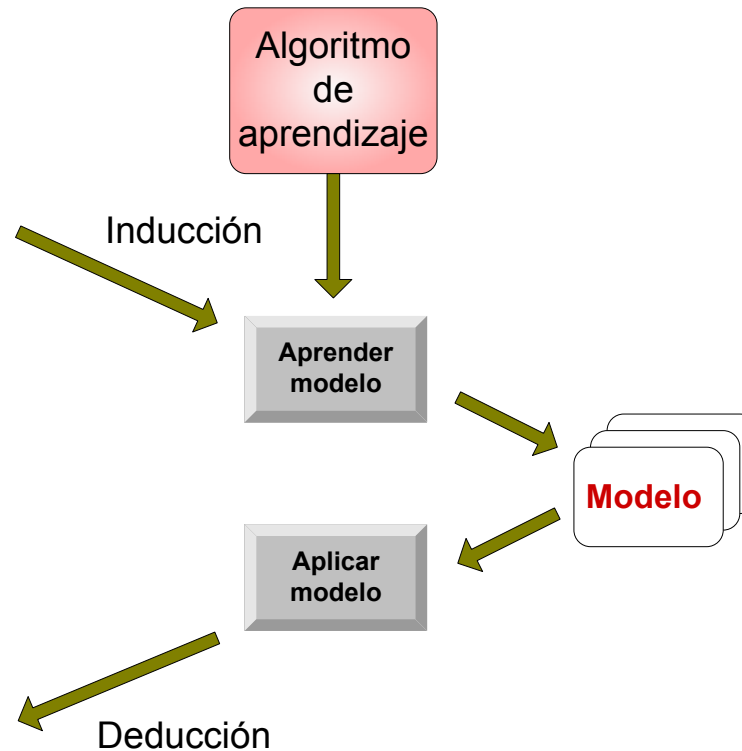 Algoritmo
de
aprendizaje
Inducción
Aprender
modelo
Modelo
Aplicar
modelo
Deducción